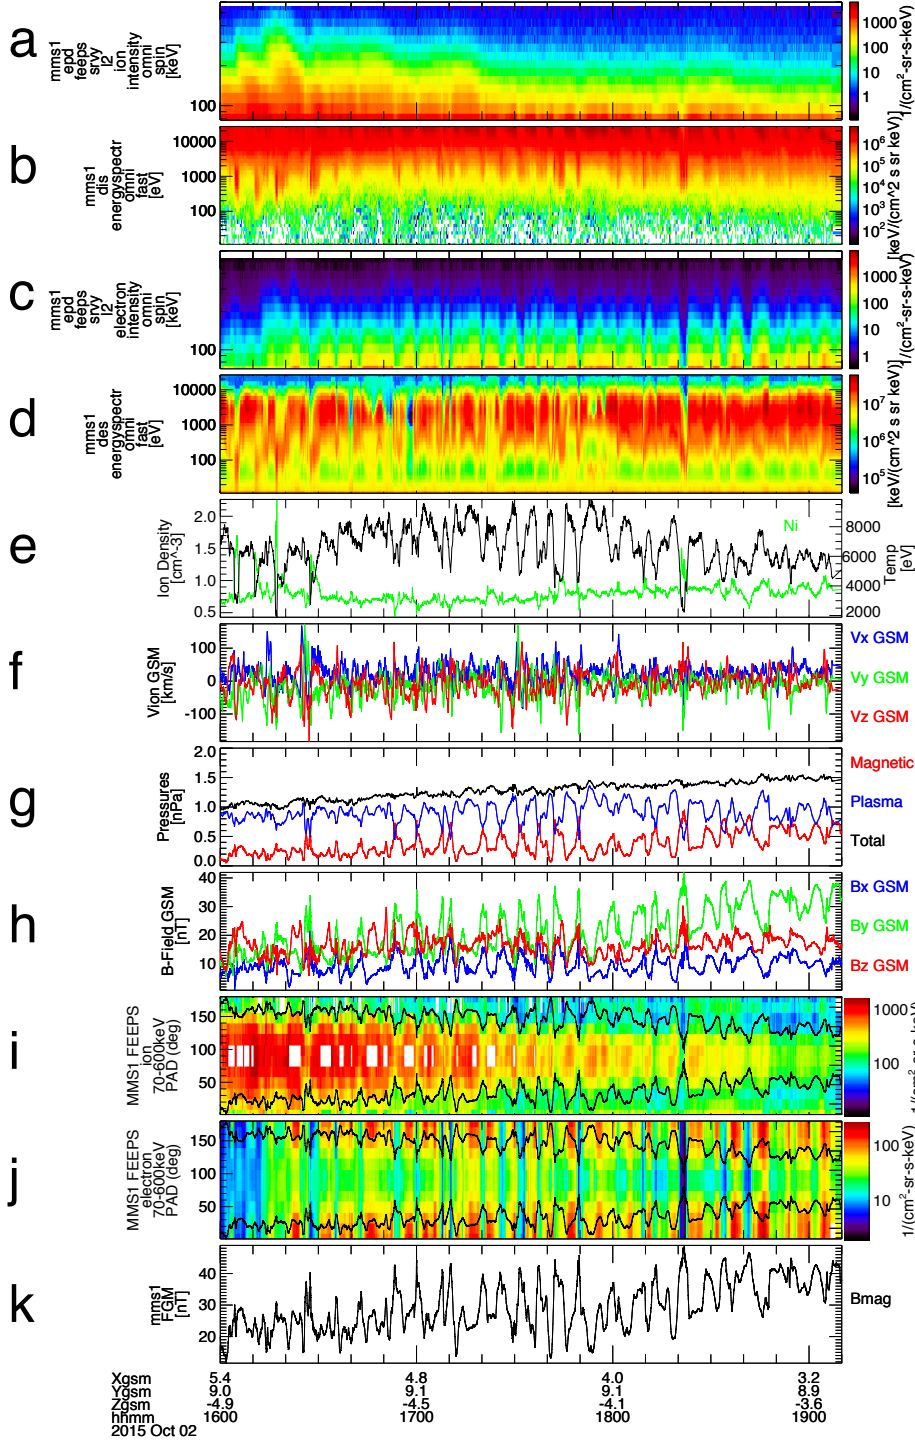 a
mms1
epd
feeps
srvy
l2
ion
intensity
omni
spin
[keV]
100
1000
100
10
1
1/(cm²-sr-s-keV)
b
mms1
dis
energyspectr
omni
fast
[eV]
10000
1000
100
10⁶
10⁵
10⁴
10³
10²
[keV/(cm^2 s sr keV)]
c
mms1
epd
feeps
srvy
l2
electron
intensity
omni
spin
[keV]
100
1000
100
10
1
1/(cm²-sr-s-keV)
d
mms1
des
energyspectr
omni
fast
[eV]
10000
1000
100
10⁷
10⁶
10⁵
[keV/(cm^2 s sr keV)]
e
Ion Density
[cm^-3]
2.0
1.5
1.0
0.5
Ni
8000
6000
4000
2000
Temp
[eV]
f
Vion GSM
[km/s]
100
0
-100
Vx GSM
Vy GSM
Vz GSM
g
Pressures
[nPa]
2.0
1.5
1.0
0.5
0.0
Magnetic
Plasma
Total
h
B-Field GSM
[nT]
40
30
20
10
Bx GSM
By GSM
Bz GSM
i
MMS1 FEEPS
ion
70-600keV
PAD (deg)
150
100
50
1000
100
j
MMS1 FEEPS
electron
70-600keV
PAD (deg)
150
100
50
100
10
1/(cm²-sr-s-keV)
k
mms1
FGM
[nT]
40
30
20
Bmag
Xgsm 5.4 4.8 4.0 3.2
Ygsm 9.0 9.1 9.1 8.9
Zgsm -4.9 -4.5 -4.1 -3.6
hhmm 1600 1700 1800 1900
2015 Oct 02